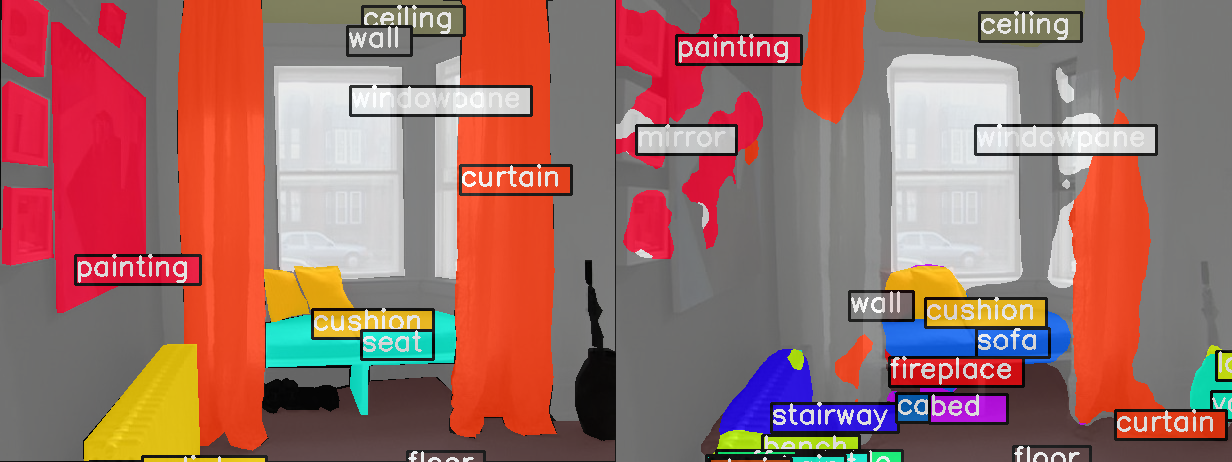 ceiling
wall
windowpane
curtain
painting
cushion
seat
floor
ceiling
painting
mirror
windowpane
wall
cushion
sofa
fireplace
bed
stairway
curtain
bench
floor